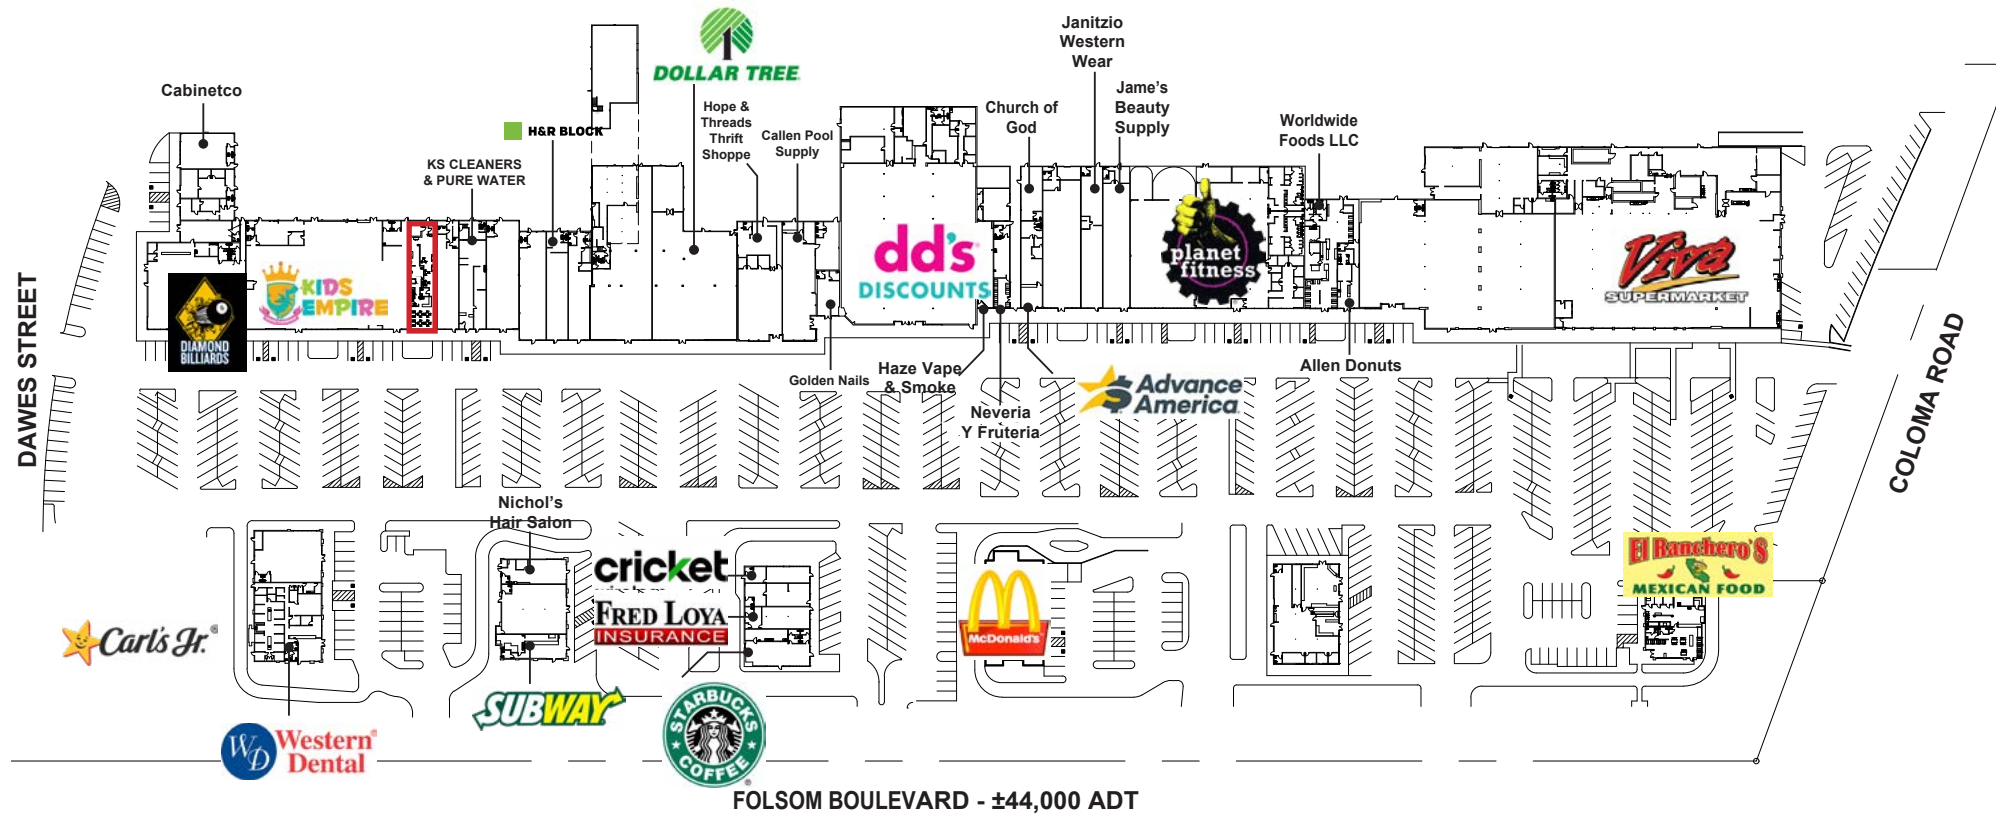 DOLLAR TREE
Janitzio
Western
Wear
Cabinetco
Hope &
Threads
Thrift
Shoppe
H&R BLOCK
Callen Pool
Supply
Church of
God
Jame's
Beauty
Supply
Worldwide
Foods LLC
KS CLEANERS
& PURE WATER
DIAMOND
BILLIARDS
KIDS
EMPIRE
dd's
DISCOUNTS
planet
fitness
Viva
SUPERMARKET
DAWES STREET
COLOMA ROAD
Golden Nails
Haze Vape
& Smoke
Neveria
Y Fruteria
Advance
America
Allen Donuts
Nichol's
Hair Salon
cricket
FRED LOYA
INSURANCE
McDonald's
El Ranchero's
MEXICAN FOOD
Carl's Jr.®
WD Western®
Dental
SUBWAY
STARBUCKS
COFFEE
®
FOLSOM BOULEVARD - ±44,000 ADT